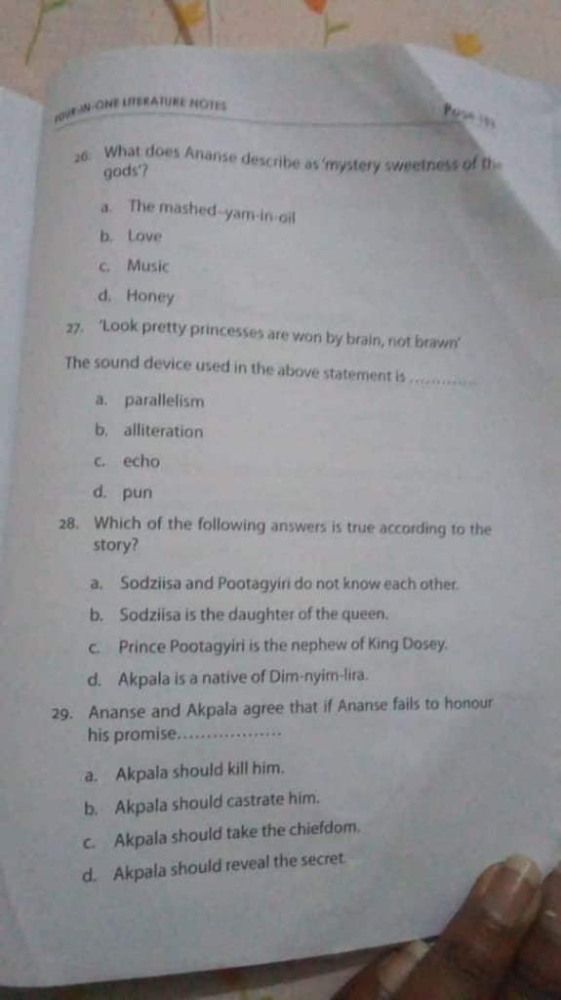 FOUR-IN-ONE LITERATURE NOTES
Page
26. What does Ananse describe as 'mystery sweetness of the
gods'?
a. The mashed-yam-in-oil
b. Love
c. Music
d. Honey
27. 'Look pretty princesses are won by brain, not brawn'
The sound device used in the above statement is .............
a. parallelism
b. alliteration
c. echo
d. pun
28. Which of the following answers is true according to the
story?
a. Sodziisa and Pootagyiri do not know each other.
b. Sodziisa is the daughter of the queen.
c. Prince Pootagyiri is the nephew of King Dosey.
d. Akpala is a native of Dim-nyim-lira.
29. Ananse and Akpala agree that if Ananse fails to honour
his promise..................
a. Akpala should kill him.
b. Akpala should castrate him.
c. Akpala should take the chiefdom.
d. Akpala should reveal the secret.